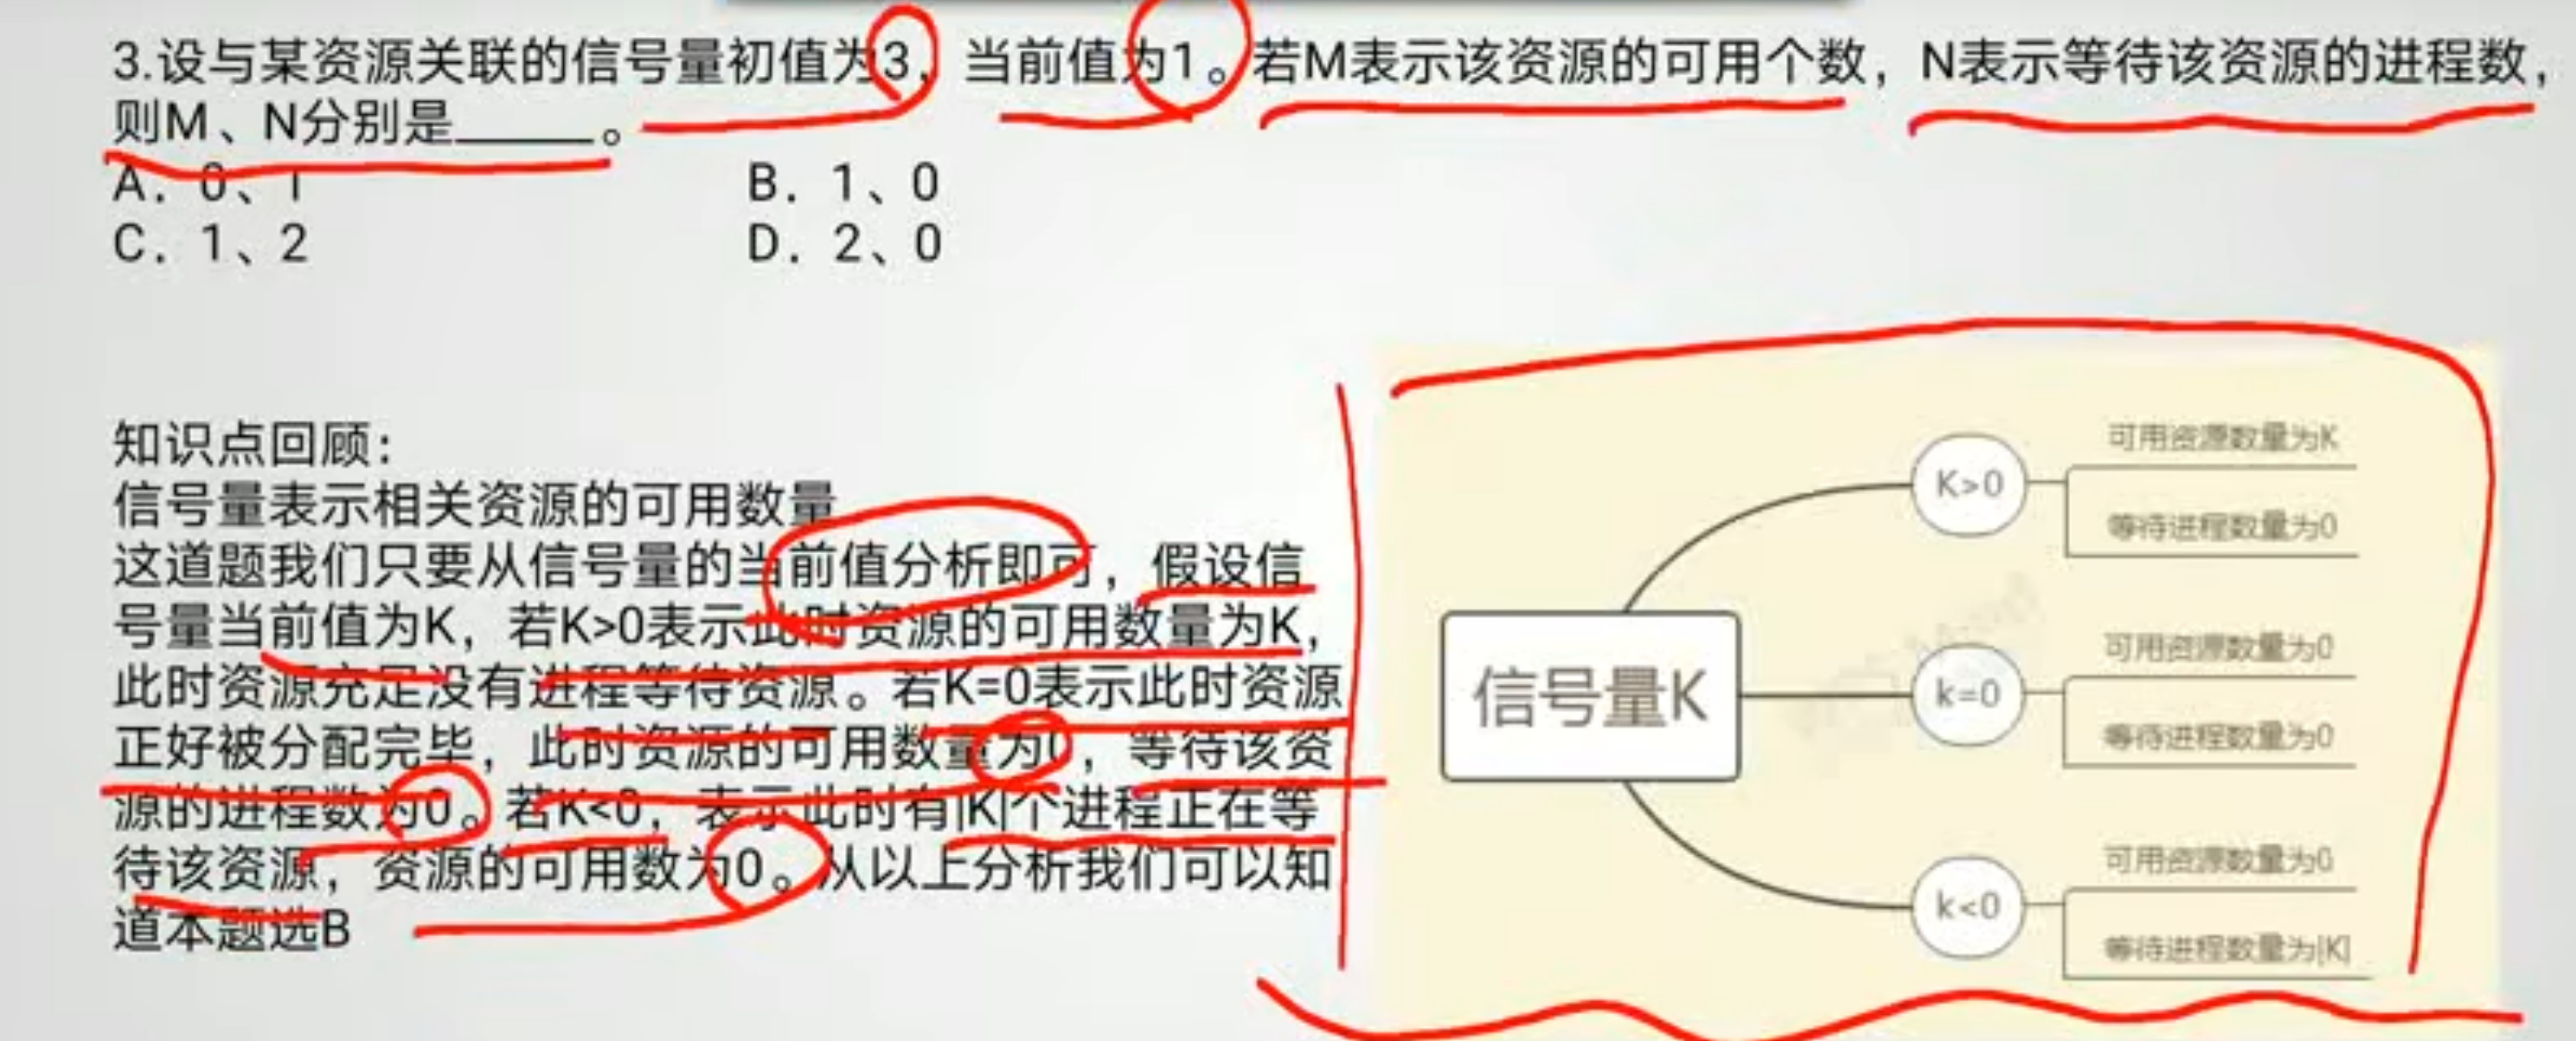 3.设与某资源关联的信号量初值为3，当前值为1。若M表示该资源的可用个数，N表示等待该资源的进程数，
则M、N分别是_____。
A．0、1
B．1、0
C．1、2
D．2、0
知识点回顾：
信号量表示相关资源的可用数量
这道题我们只要从信号量的当前值分析即可，假设信
号量当前值为K，若K>0表示此时资源的可用数量为K，
此时资源充足没有进程等待资源。若K=0表示此时资源
正好被分配完毕，此时资源的可用数量为0，等待该资
源的进程数为0。若K<0，表示此时有|K|个进程正在等
待该资源，资源的可用数为0。从以上分析我们可以知
道本题选B
信号量K
K>0
可用资源数量为K
等待进程数量为0
k=0
可用资源数量为0
等待进程数量为0
k<0
可用资源数量为0
等待进程数量为|K|